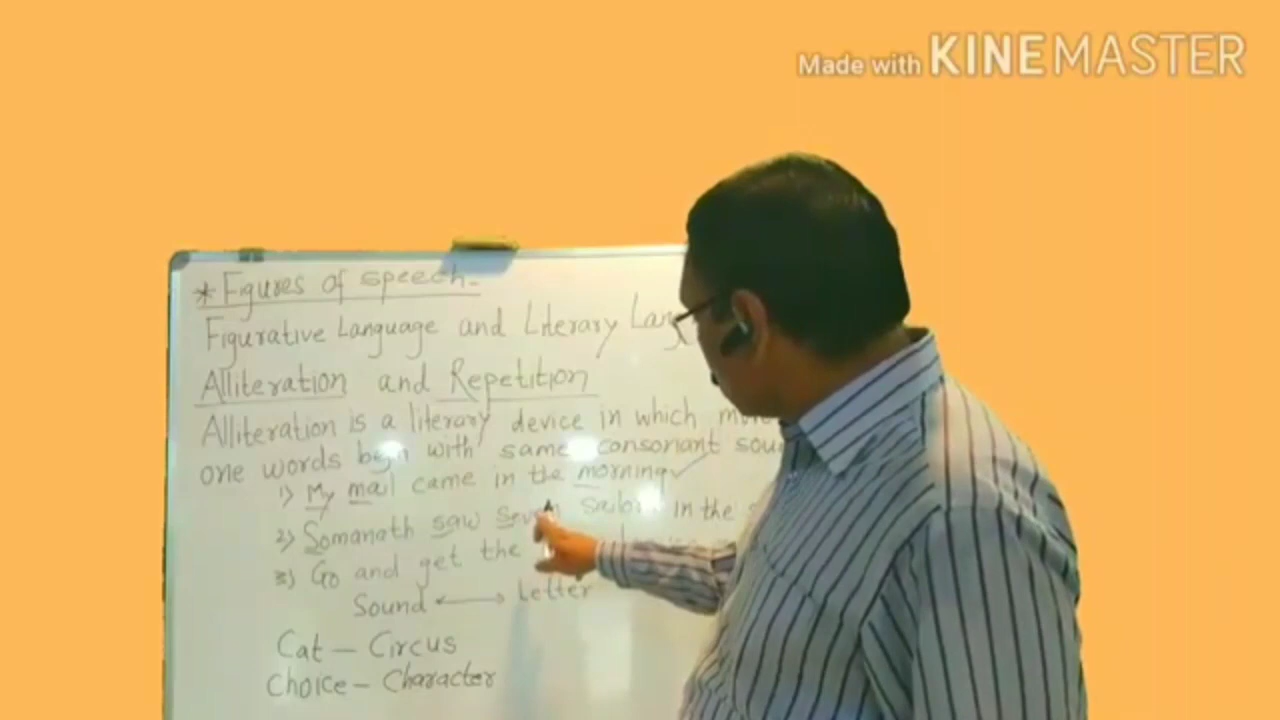 Made with KINEMASTER
* Figures of speech -
Figurative Language and Literary
Alliteration and Repetition
Alliteration is a literary device in which
one words begin with same consonant
1) My mail came in the morning
2) Somanath saw seven in the
3) Go and get the
Sound ⟷ Letter
Cat - Circus
Choice - Character